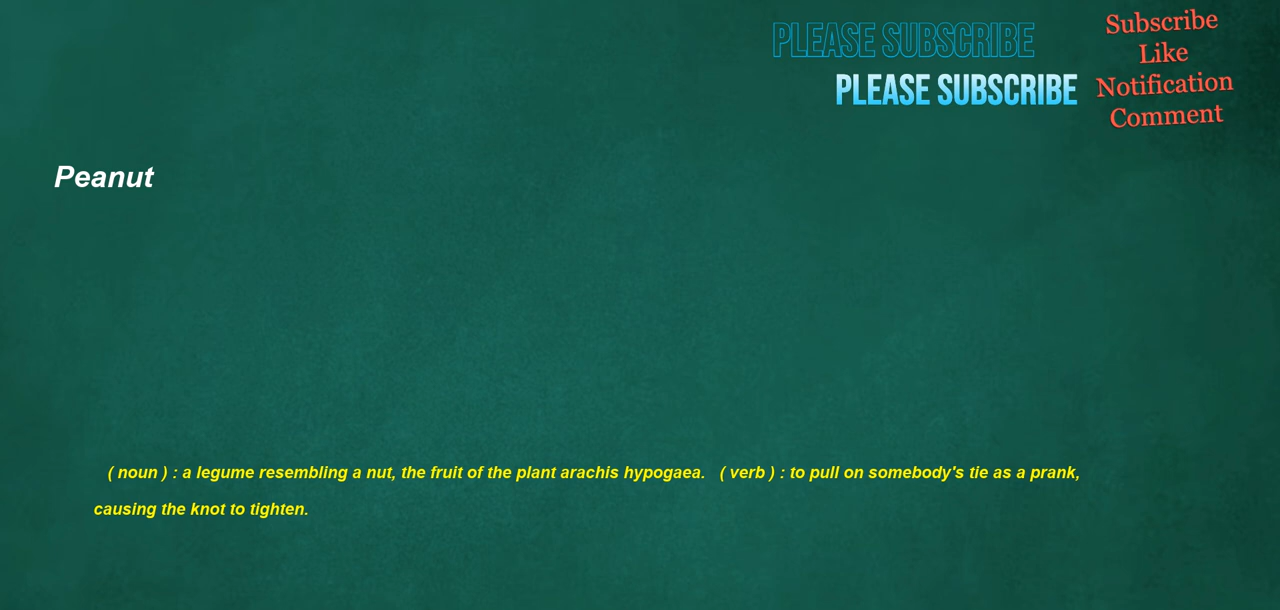 PLEASE SUBSCRIBE
PLEASE SUBSCRIBE
Subscribe
Like
Notification
Comment
Peanut
( noun ) : a legume resembling a nut, the fruit of the plant arachis hypogaea. ( verb ) : to pull on somebody's tie as a prank,
causing the knot to tighten.